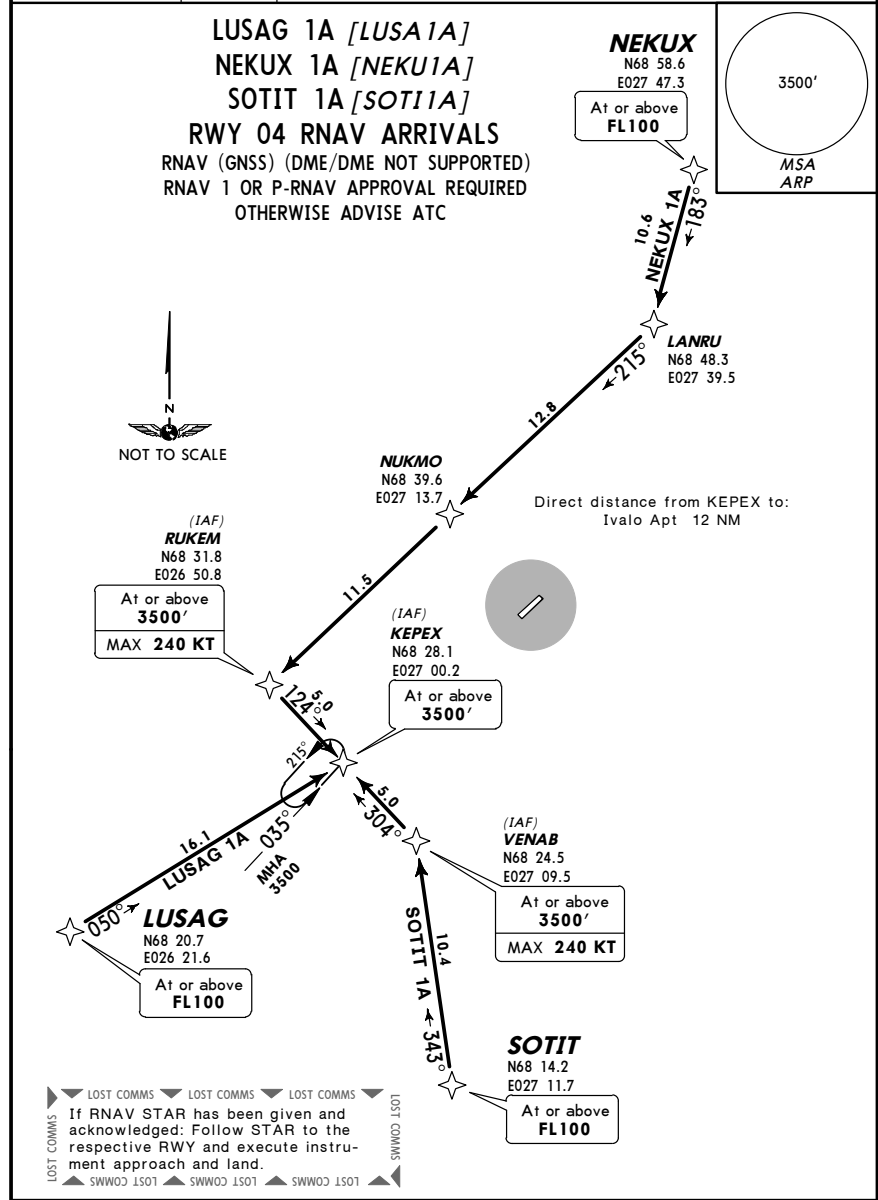 LUSAG 1A [LUSA1A]
NEKUX 1A [NEKU1A]
SOTIT 1A [SOTI1A]
RWY 04 RNAV ARRIVALS
RNAV (GNSS) (DME/DME NOT SUPPORTED)
RNAV 1 OR P-RNAV APPROVAL REQUIRED
OTHERWISE ADVISE ATC
NEKUX
N68 58.6
E027 47.3
At or above
FL100
3500'
MSA
ARP
183°
10.6
NEKUX 1A
LANRU
N68 48.3
E027 39.5
215°
12.8
N
NOT TO SCALE
NUKMO
N68 39.6
E027 13.7
Direct distance from KEPEX to:
Ivalo Apt 12 NM
11.5
(IAF)
RUKEM
N68 31.8
E026 50.8
At or above
3500'
MAX 240 KT
(IAF)
KEPEX
N68 28.1
E027 00.2
At or above
3500'
5.0
124°
215°
035°
MHA
3500
16.1
LUSAG 1A
050°
LUSAG
N68 20.7
E026 21.6
At or above
FL100
5.0
304°
(IAF)
VENAB
N68 24.5
E027 09.5
At or above
3500'
MAX 240 KT
10.4
SOTIT 1A
343°
SOTIT
N68 14.2
E027 11.7
At or above
FL100
LOST COMMS LOST COMMS LOST COMMS
LOST COMMS
If RNAV STAR has been given and
acknowledged: Follow STAR to the
respective RWY and execute instru-
ment approach and land.
LOST COMMS
LOST COMMS LOST COMMS LOST COMMS